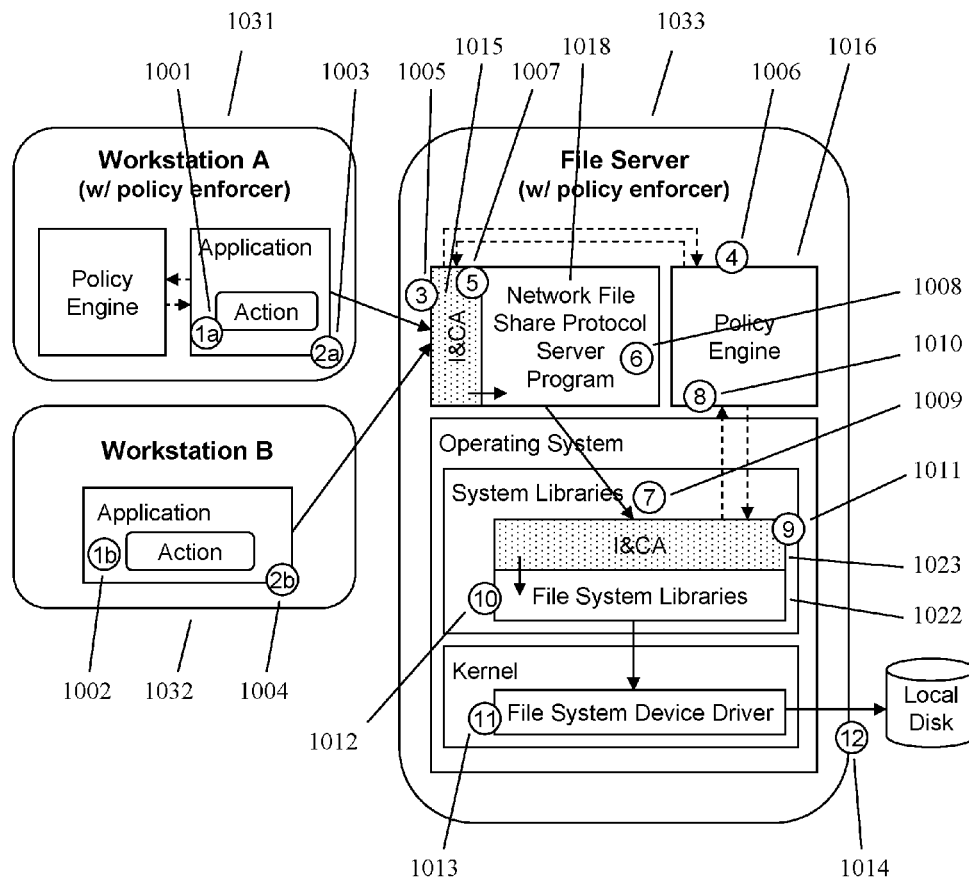 1031
1033
1015
1018
1016
1001
1003
1005
1007
1006
Workstation A
(w/ policy enforcer)
File Server
(w/ policy enforcer)
Policy
Engine
Application
Action
1a
2a
3
5
I&CA
Network File
Share Protocol
Server
Program
6
4
Policy
Engine
8
1008
1010
1009
1011
Workstation B
Application
1b
Action
2b
Operating System
System Libraries
7
I&CA
9
10
File System Libraries
1023
1022
1002
1032
1004
1012
Kernel
11
File System Device Driver
Local
Disk
12
1013
1014